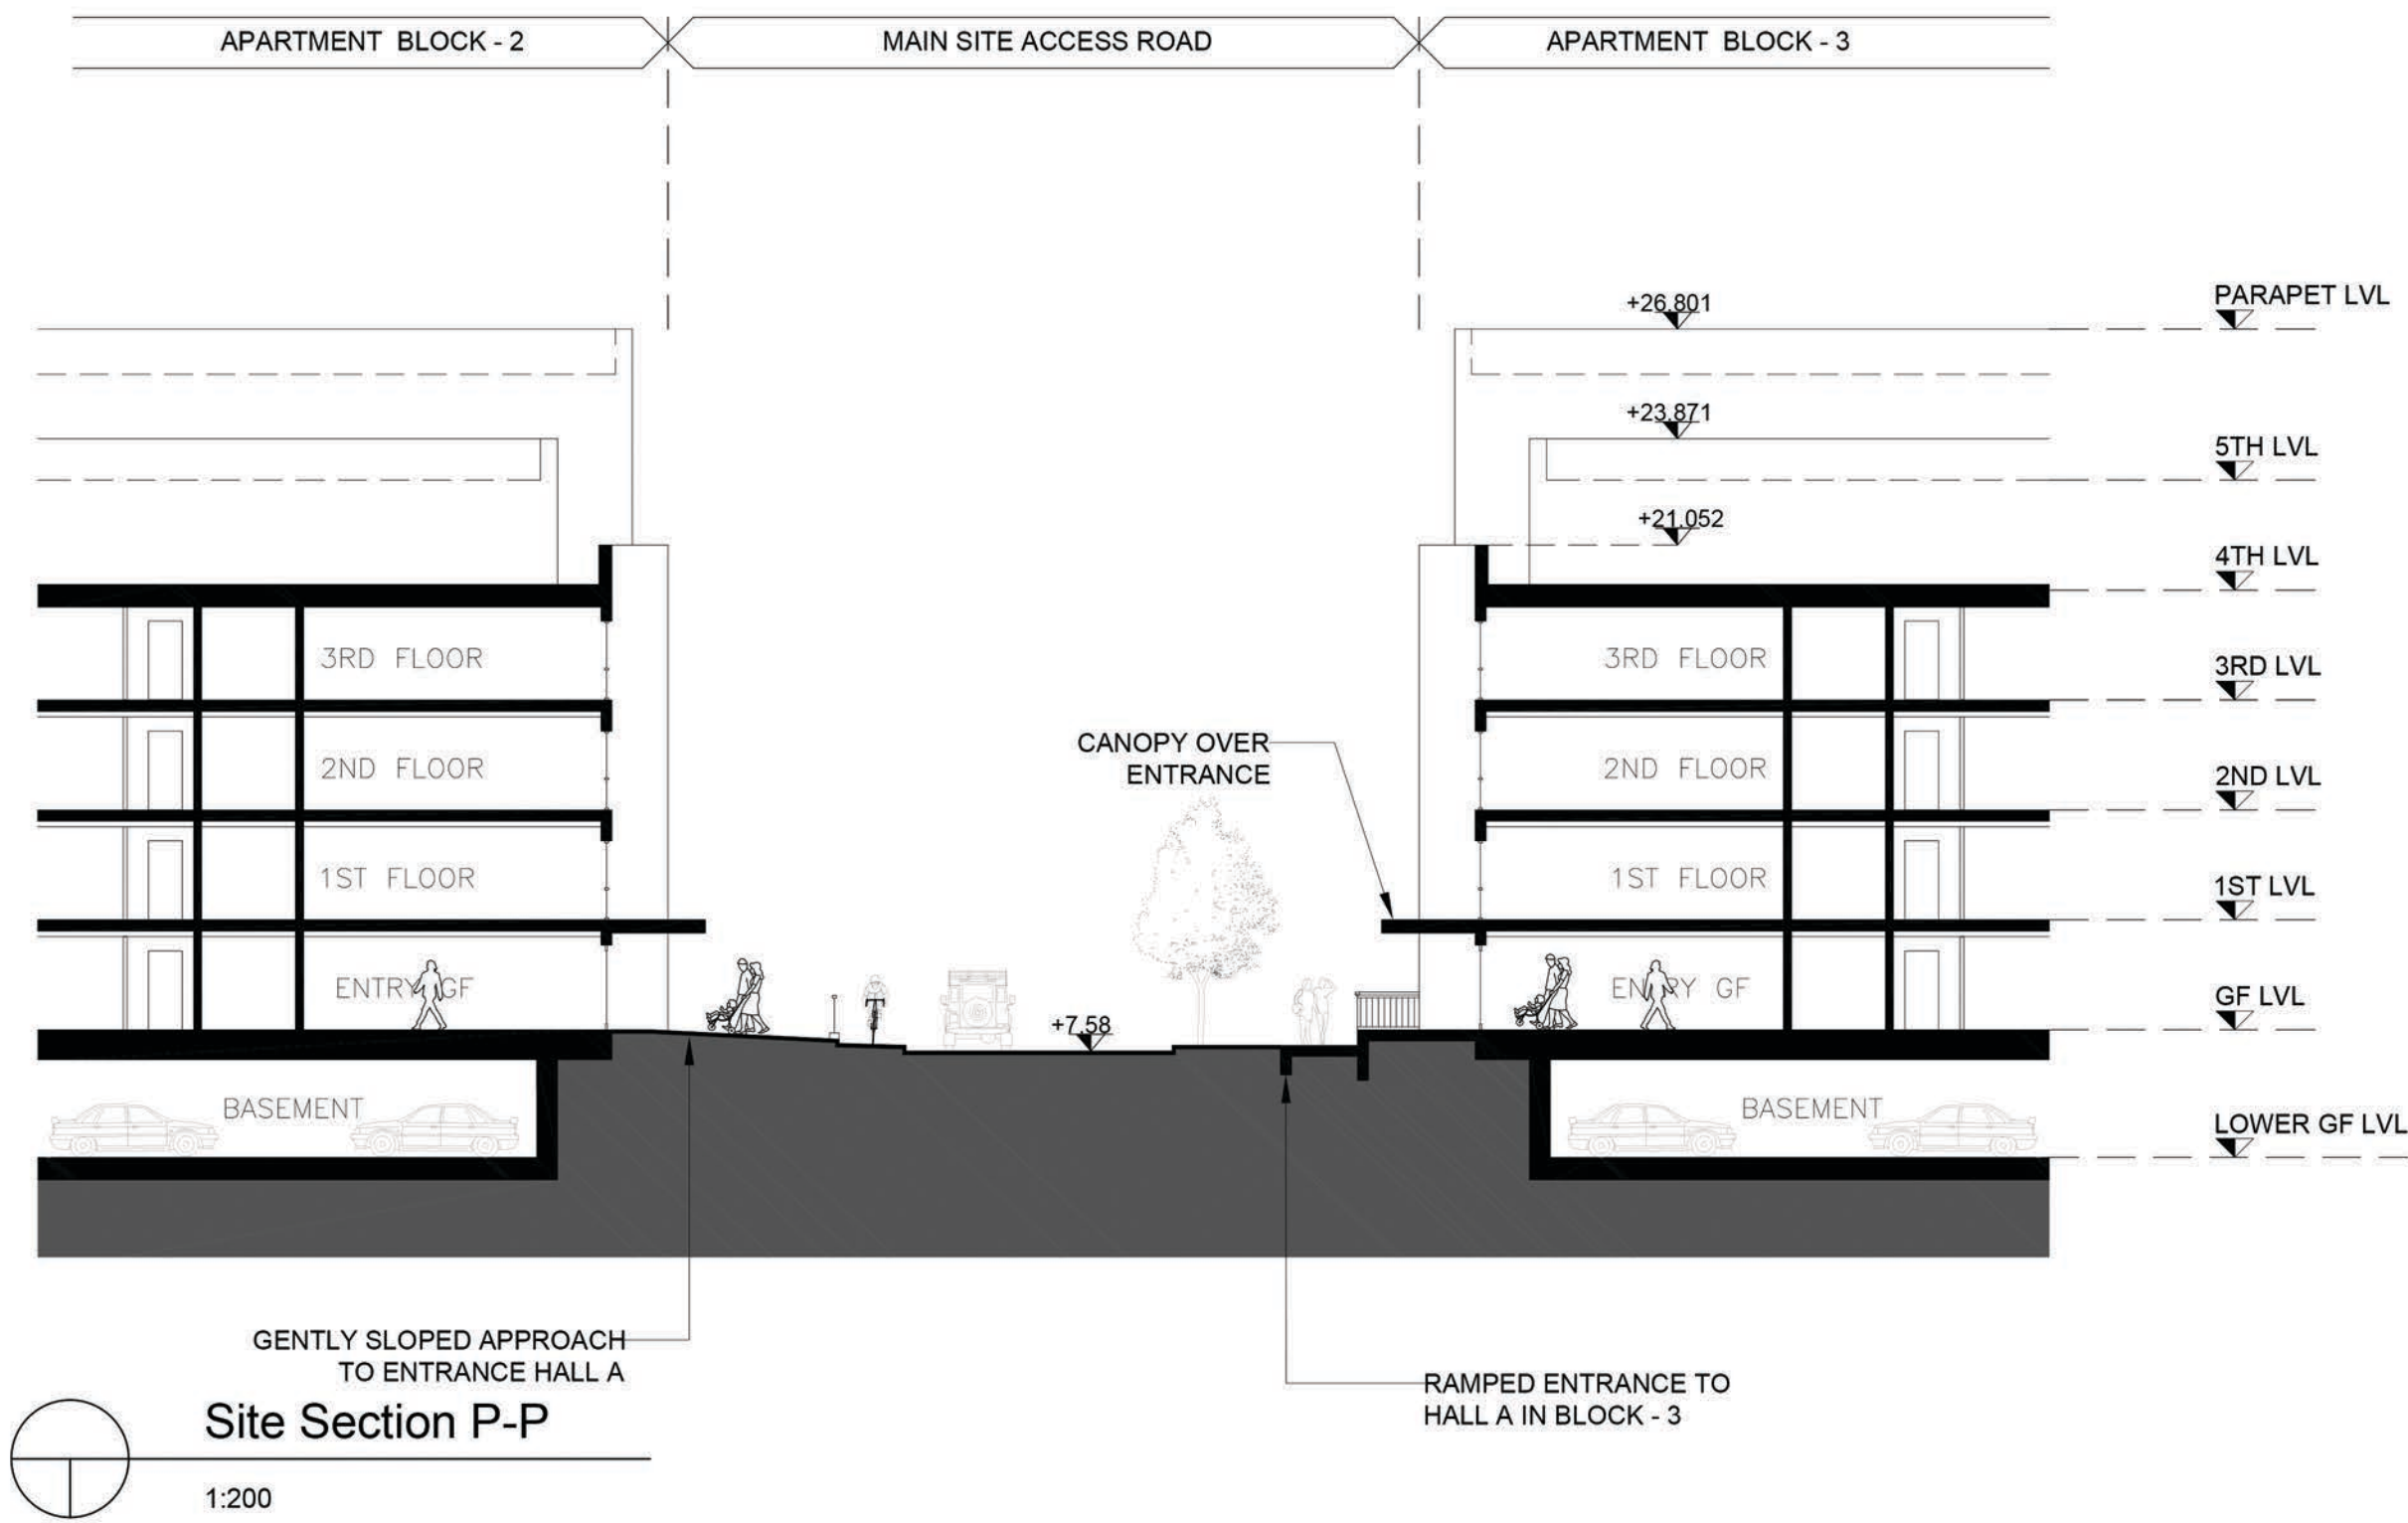 APARTMENT BLOCK - 2
MAIN SITE ACCESS ROAD
APARTMENT BLOCK - 3
+26.801
PARAPET LVL
+23.871
5TH LVL
+21.052
4TH LVL
3RD FLOOR
3RD FLOOR
3RD LVL
CANOPY OVER
ENTRANCE
2ND FLOOR
2ND FLOOR
2ND LVL
1ST FLOOR
1ST FLOOR
1ST LVL
ENTRY GF
ENTRY GF
GF LVL
+7.58
BASEMENT
BASEMENT
LOWER GF LVL
GENTLY SLOPED APPROACH
TO ENTRANCE HALL A
RAMPED ENTRANCE TO
HALL A IN BLOCK - 3
Site Section P-P
1:200